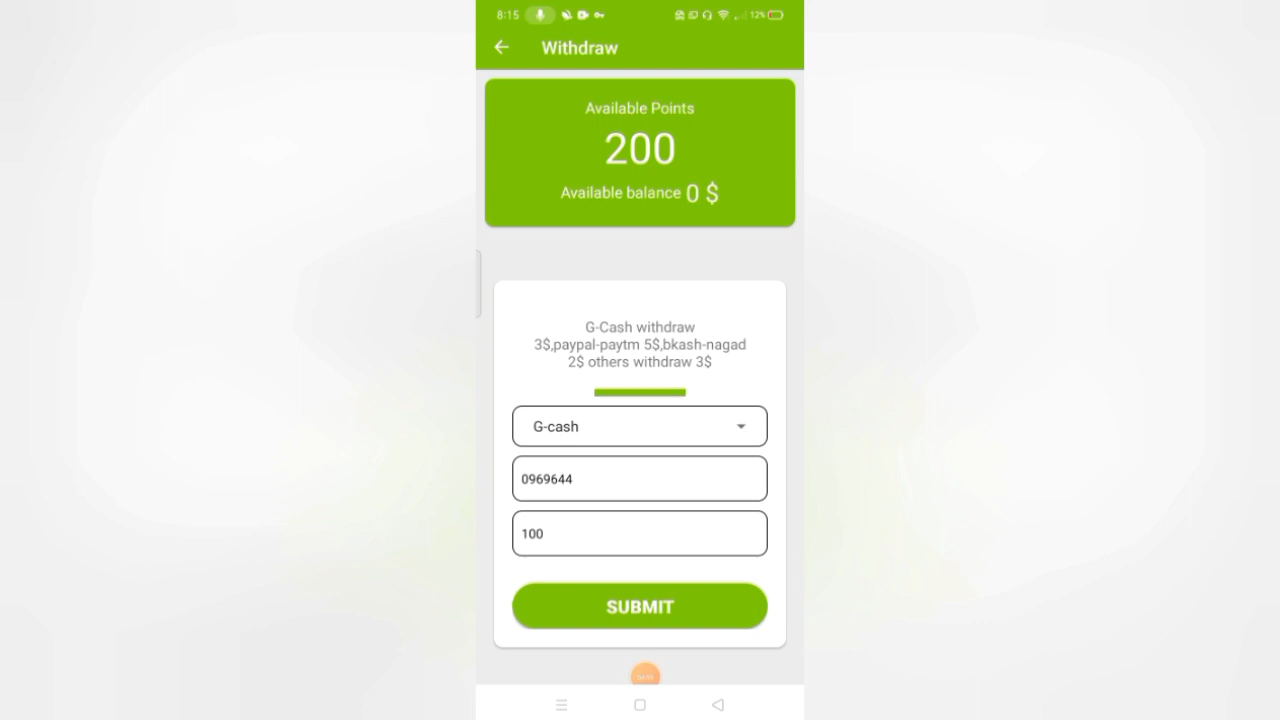 8:15
12%
Withdraw
Available Points
200
Available balance 0 $
G-Cash withdraw
3$,paypal-paytm 5$,bkash-nagad
2$ others withdraw 3$
G-cash
0969644
100
SUBMIT